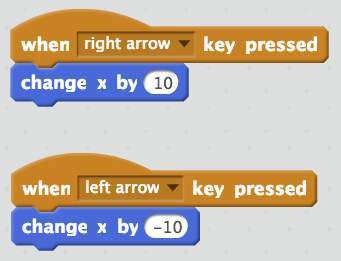 when right arrow key pressed
change x by 10
when left arrow key pressed
change x by -10